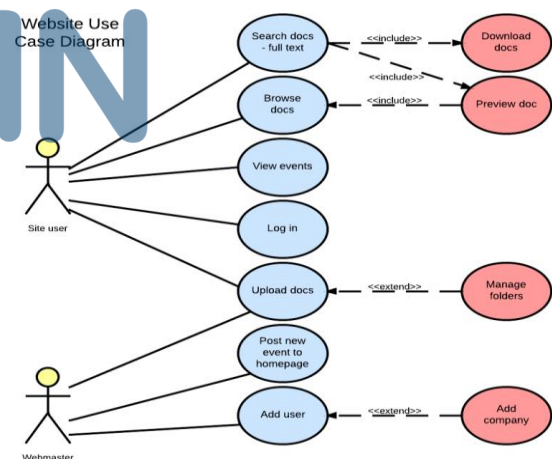 Website Use
Case Diagram
IN
Search docs
- full text
<<include>>
Download
docs
<<include>>
Browse
docs
<<include>>
Preview doc
View events
Site user
Log in
Upload docs
<<extend>>
Manage
folders
Post new
event to
homepage
Add user
<<extend>>
Add
company
Webmaster